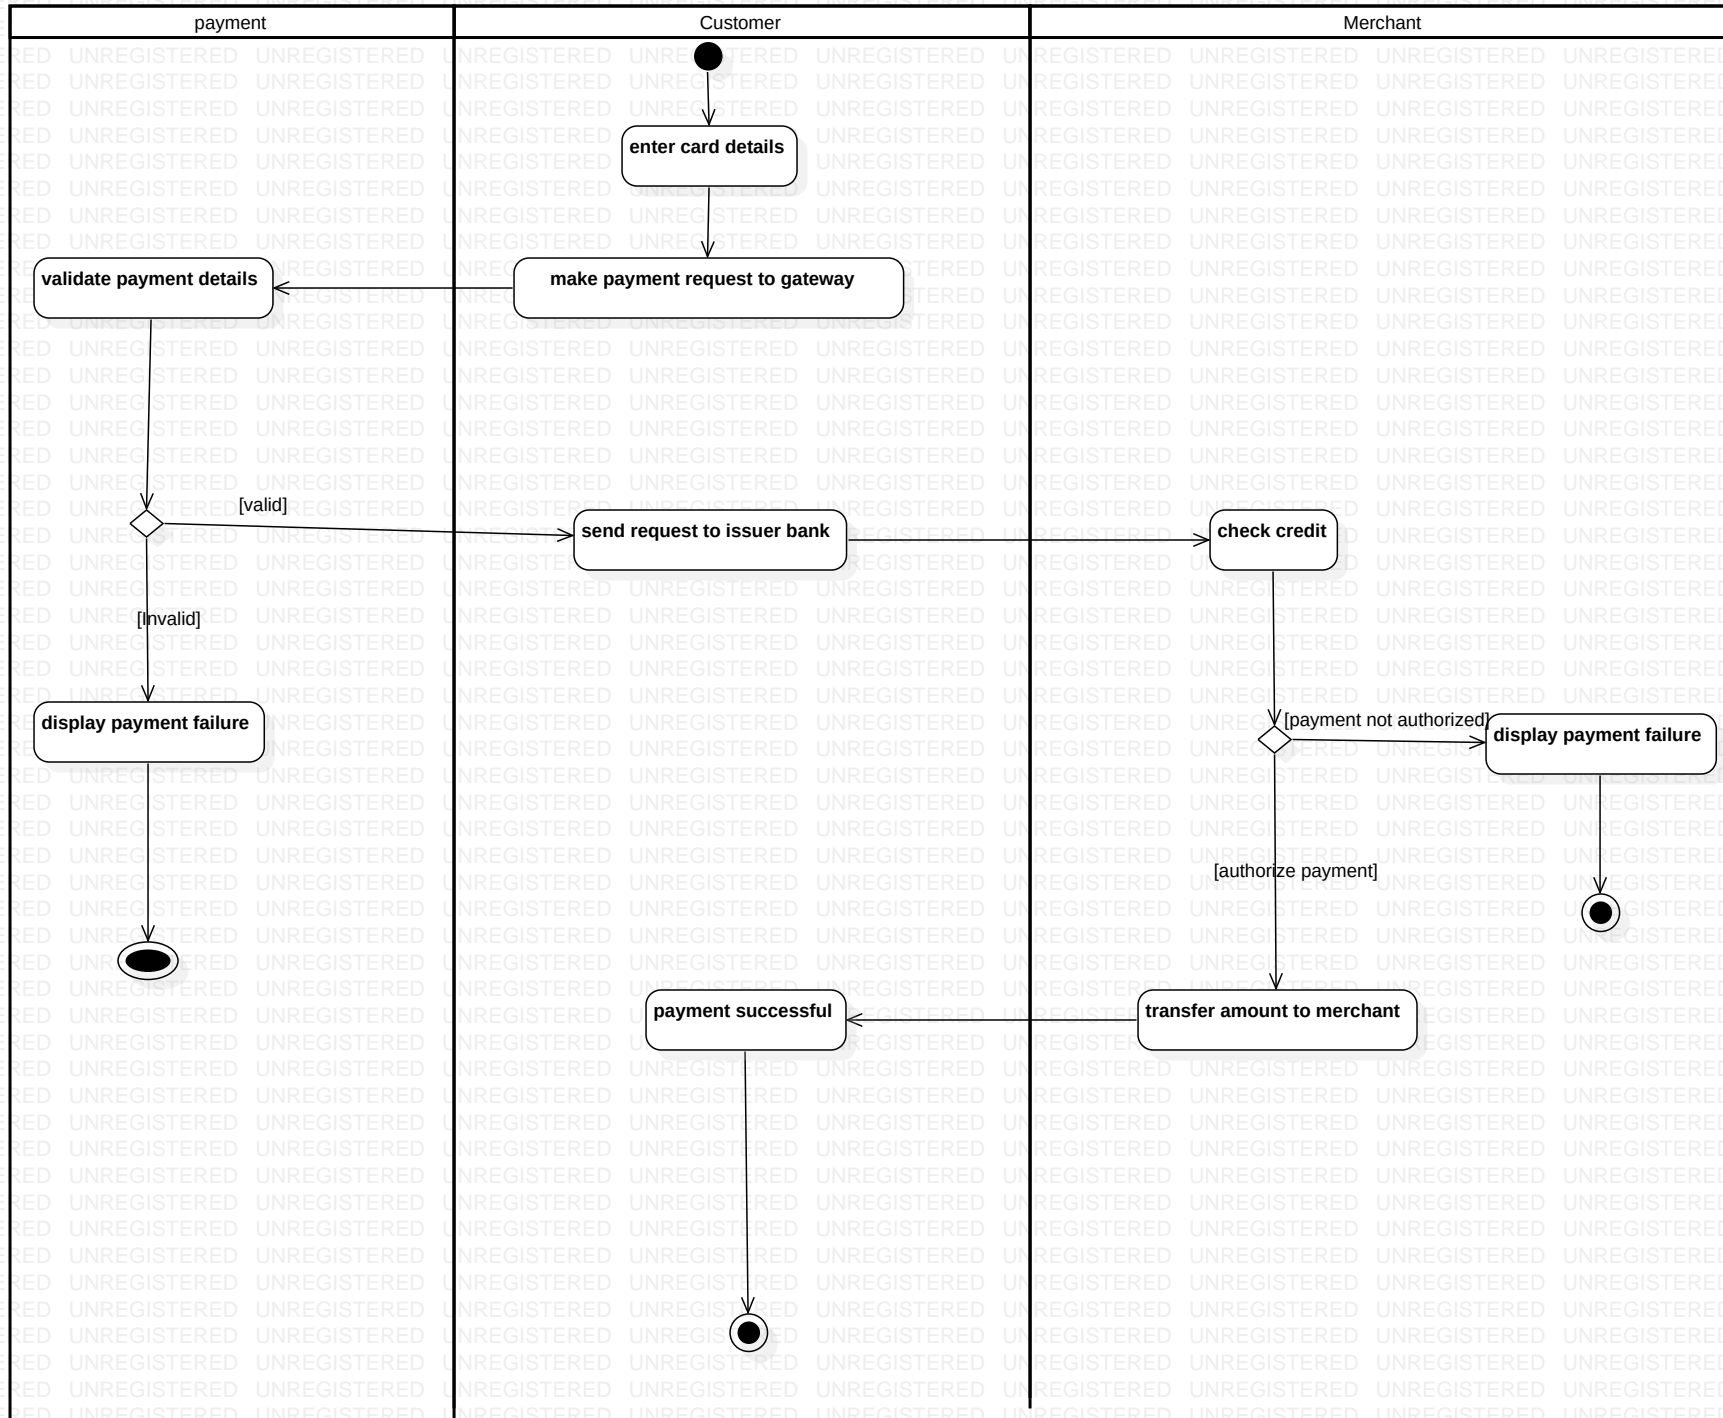 payment
Customer
Merchant
enter card details
validate payment details
make payment request to gateway
[valid]
send request to issuer bank
check credit
[Invalid]
display payment failure
[payment not authorized]
display payment failure
[authorize payment]
payment successful
transfer amount to merchant
UNREGISTERED